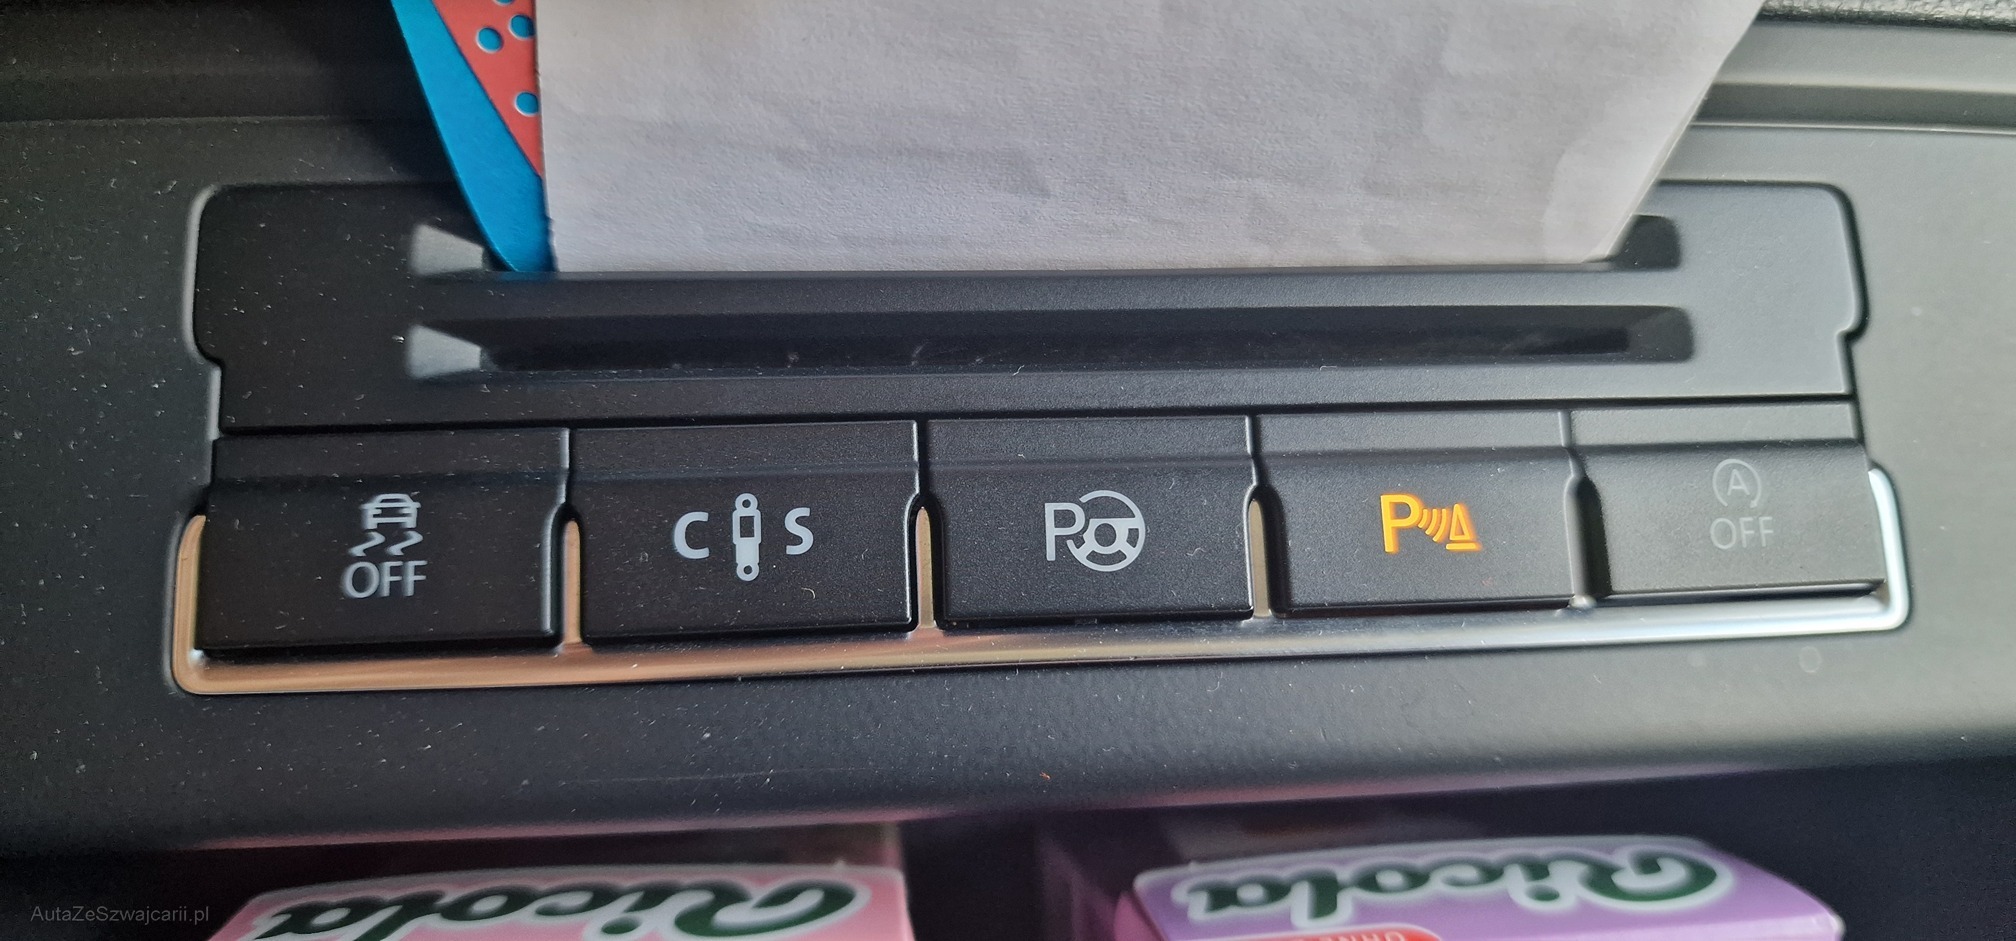 OFF
C S
P
P
A
OFF
Ricola
Ricola
AutaZeSzwajcarii.pl